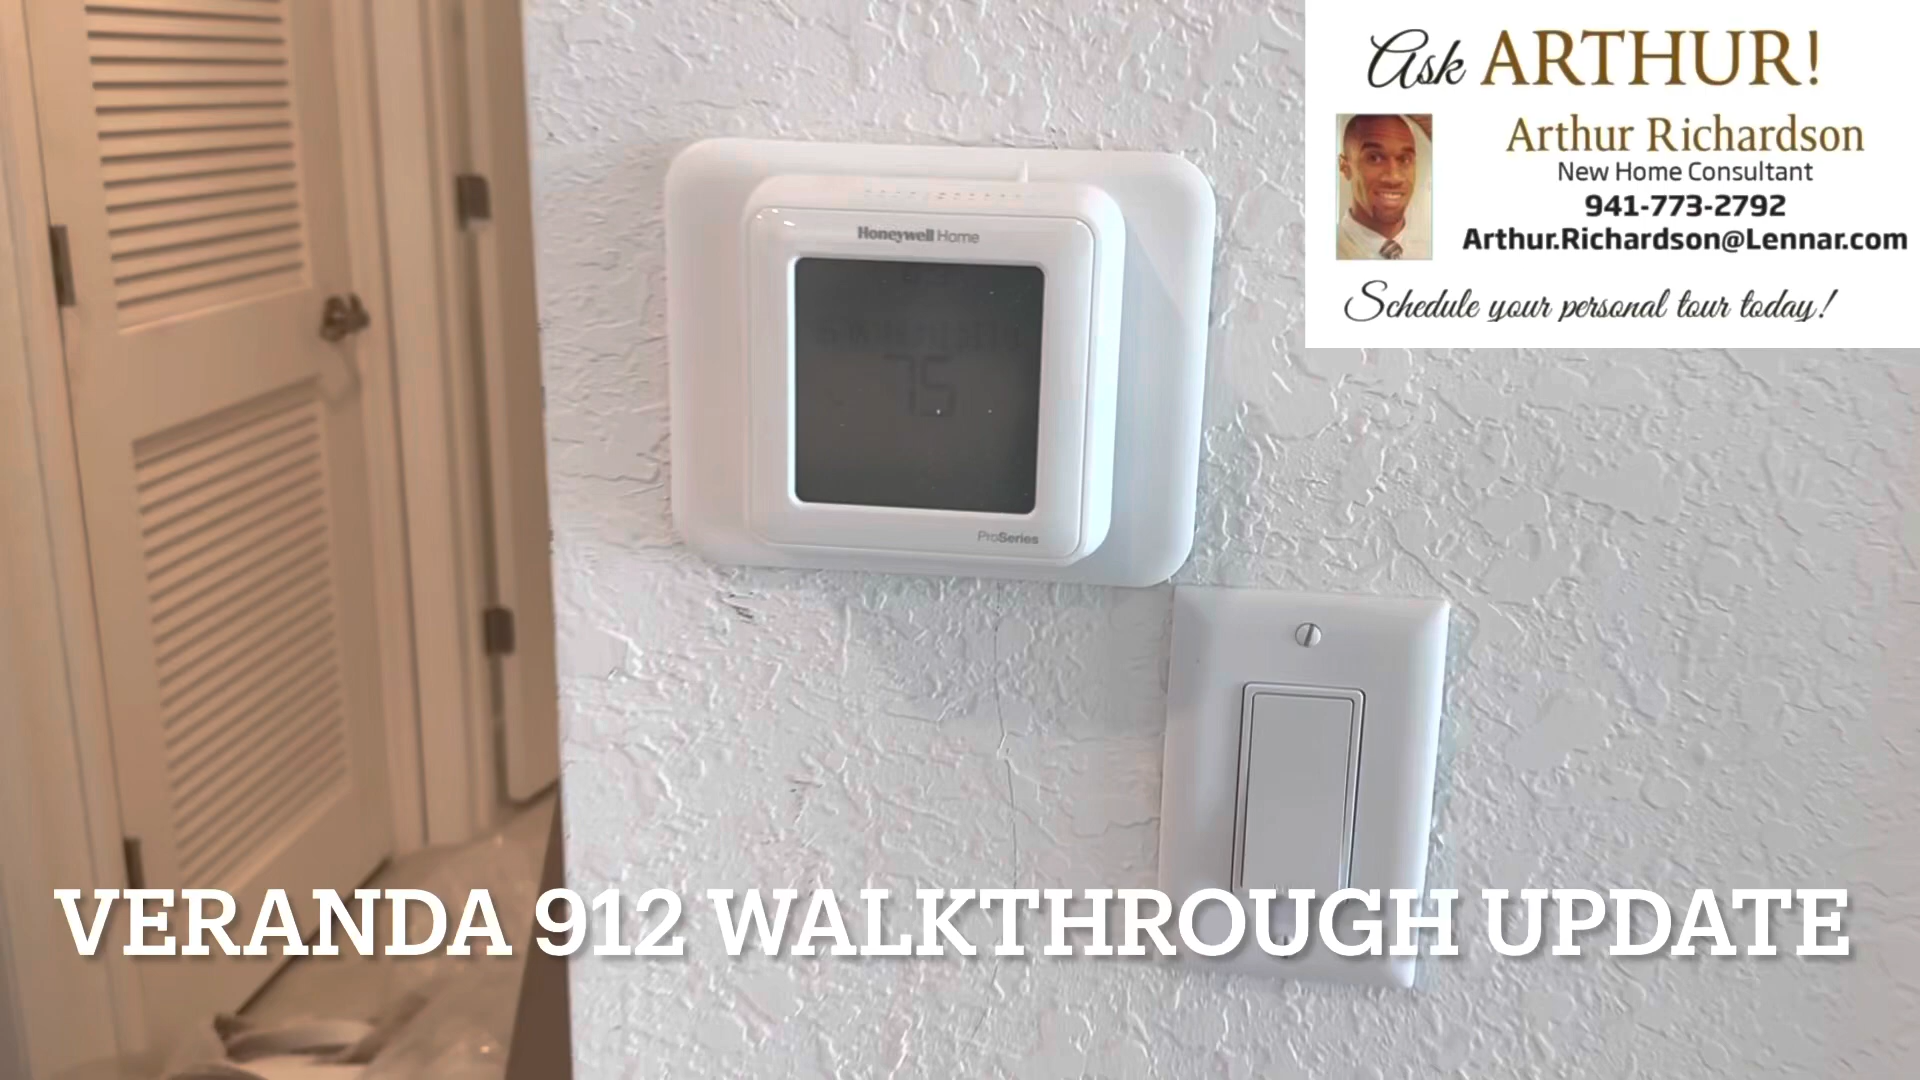 Ask ARTHUR!
Arthur Richardson
New Home Consultant
941-773-2792
Arthur.Richardson@Lennar.com
Schedule your personal tour today!
Honeywell Home
75
ProSeries
VERANDA 912 WALKTHROUGH UPDATE